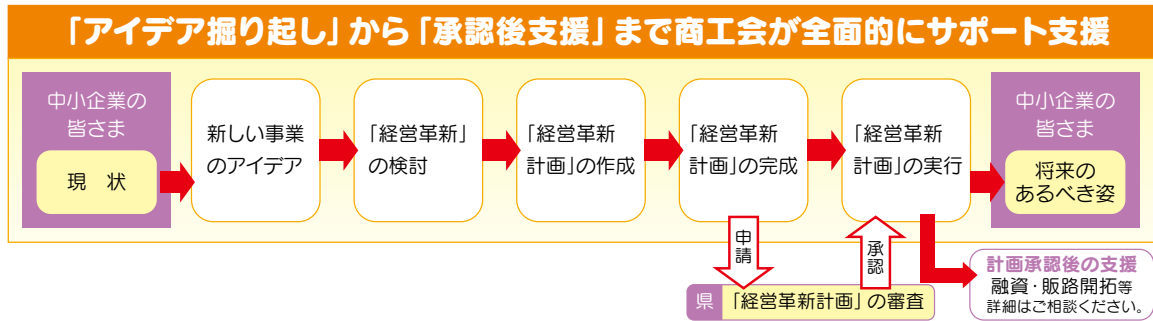 「アイデア掘り起し」から「承認後支援」まで商工会が全面的にサポート支援
中小企業の
皆さま
現 状
新しい事業
のアイデア
「経営革新」
の検討
「経営革新
計画」の作成
「経営革新
計画」の完成
「経営革新
計画」の実行
中小企業の
皆さま
将来の
あるべき姿
申請
承認
県 「経営革新計画」の審査
計画承認後の支援
融資・販路開拓等
詳細はご相談ください。